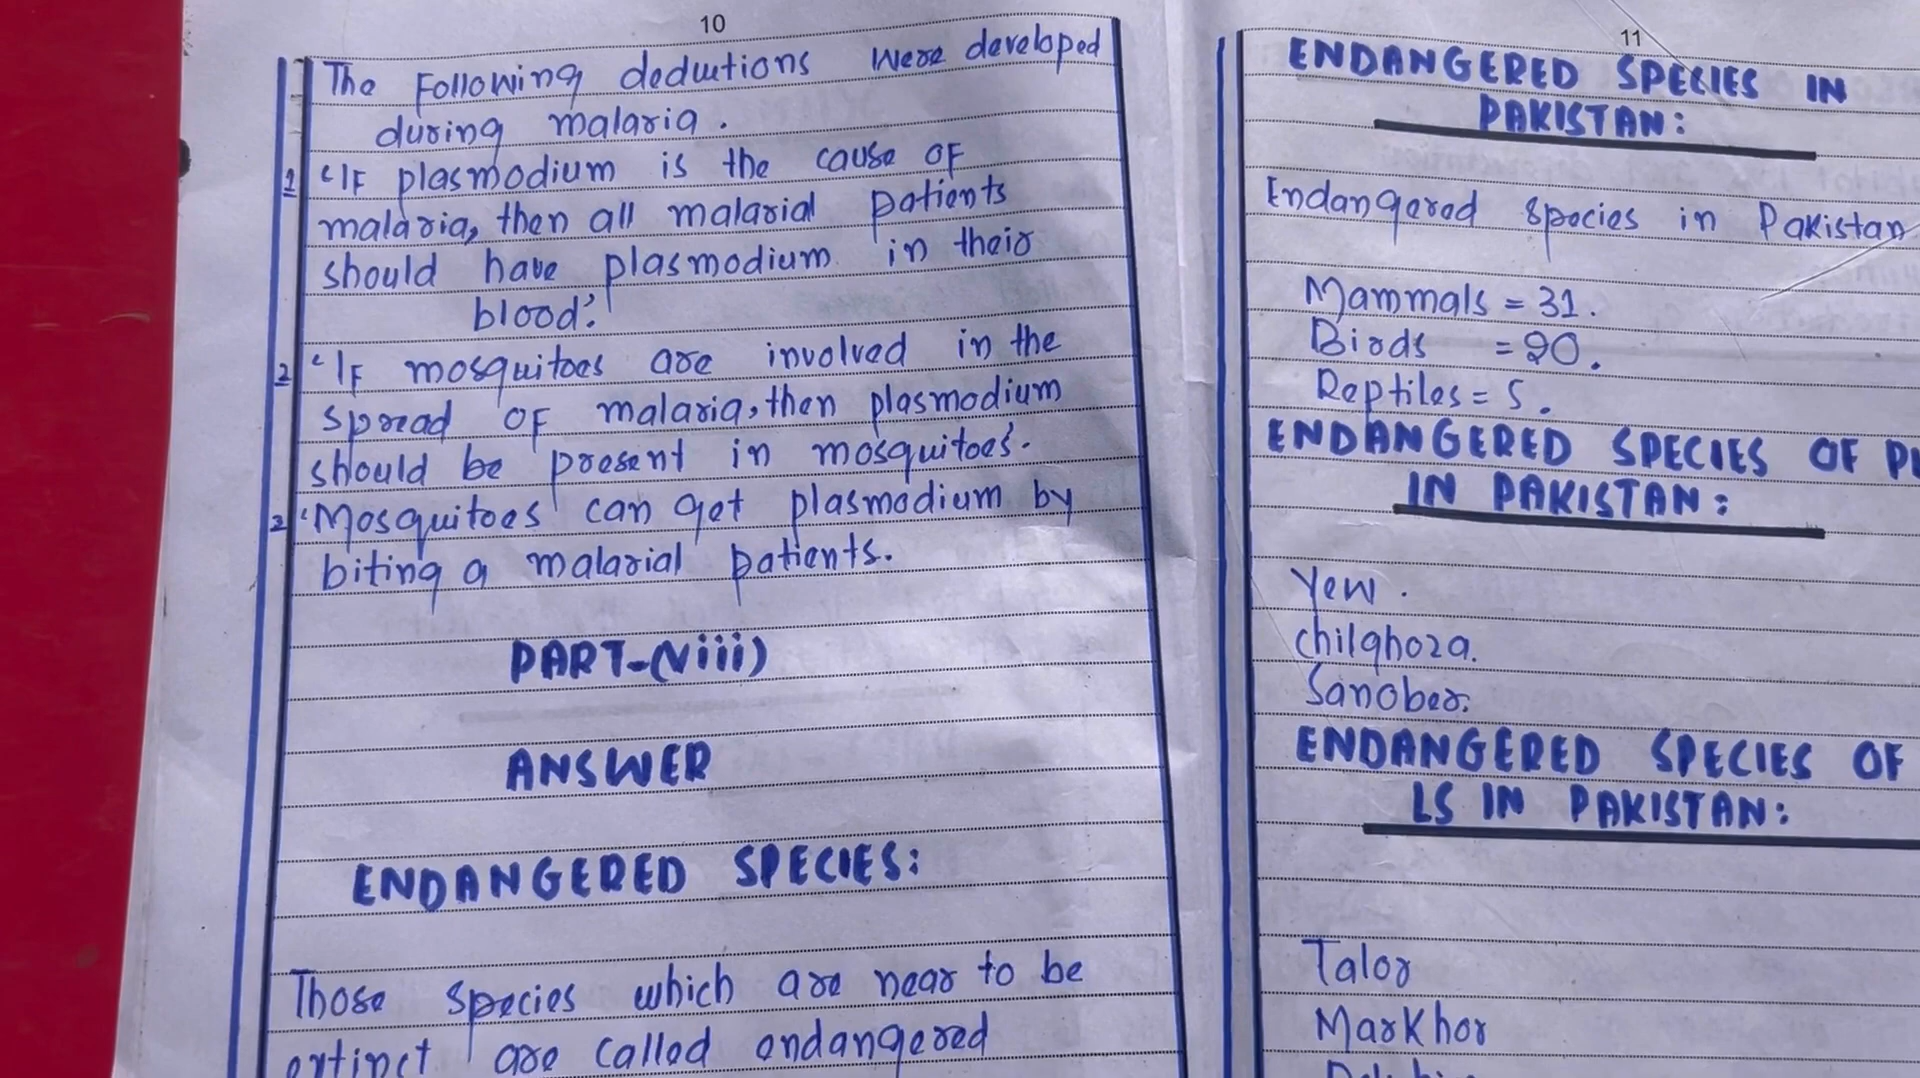 10
The Following deductions were developed
during malaria.
1 'IF plasmodium is the cause OF
malaria, then all malarial patients
should have plasmodium in their
blood'.
2 'IF mosquitoes are involved in the
spread OF malaria, then plasmodium
should be present in mosquitoes'.
'Mosquitoes can get plasmodium by
biting a malarial patients.
PART-(viii)
ANSWER
ENDANGERED SPECIES:
Those species which are near to be
extinct are called endangered
11
ENDANGERED SPECIES IN
PAKISTAN:
Endangered species in Pakistan
Mammals = 31.
Birds = 20.
Reptiles = 5.
ENDANGERED SPECIES OF PL
IN PAKISTAN:
Yew.
chilghoza.
Sanober.
ENDANGERED SPECIES OF
LS IN PAKISTAN:
Talor
MarKhor